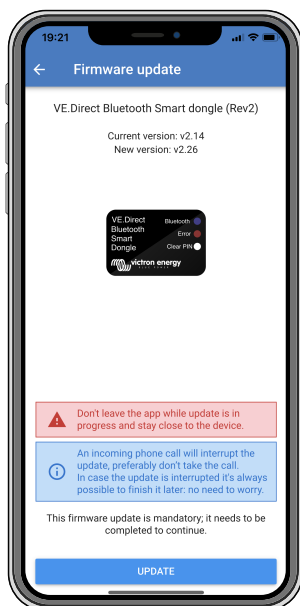 19:21
Firmware update
VE.Direct Bluetooth Smart dongle (Rev2)
Current version: v2.14
New version: v2.26
VE.Direct
Bluetooth
Smart
Dongle
Bluetooth
Error
Clear PIN
victron energy
BLUE POWER
Don't leave the app while update is in
progress and stay close to the device.
An incoming phone call will interrupt the
update, preferably don't take the call.
In case the update is interrupted it's always
possible to finish it later: no need to worry.
This firmware update is mandatory; it needs to be
completed to continue.
UPDATE